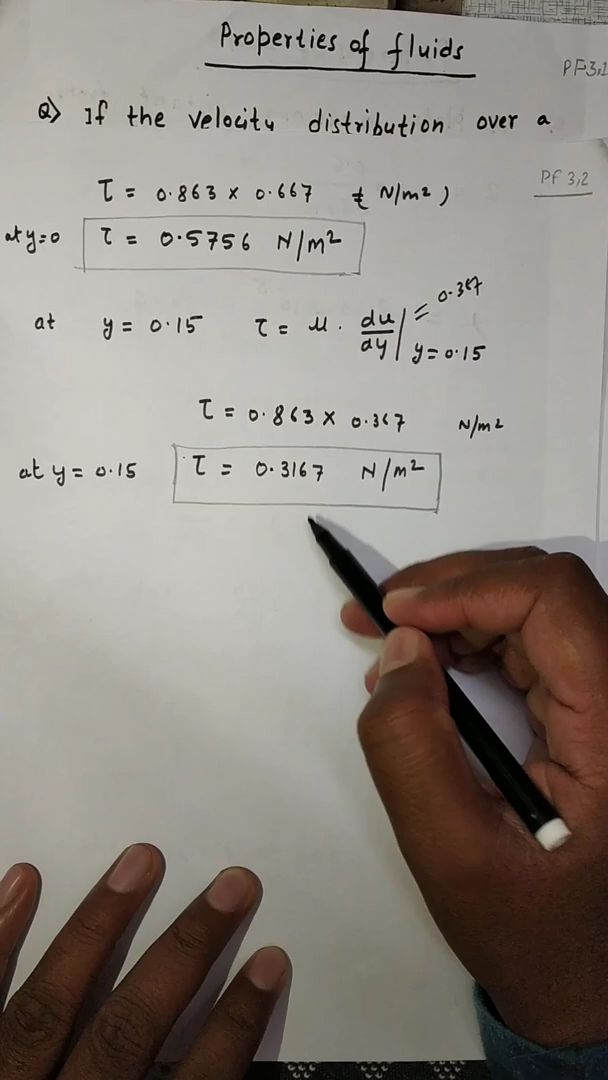 Properties of fluids
PF3,1
Q) If the velocity distribution over a
PF 3,2
τ = 0.863 x 0.667 N/m² )
at y=0 τ = 0.5756 N/m²
at y = 0.15 τ = μ . du/dy | y = 0.15 = 0.367
τ = 0.863 x 0.367 N/m²
at y = 0.15 τ = 0.3167 N/m²